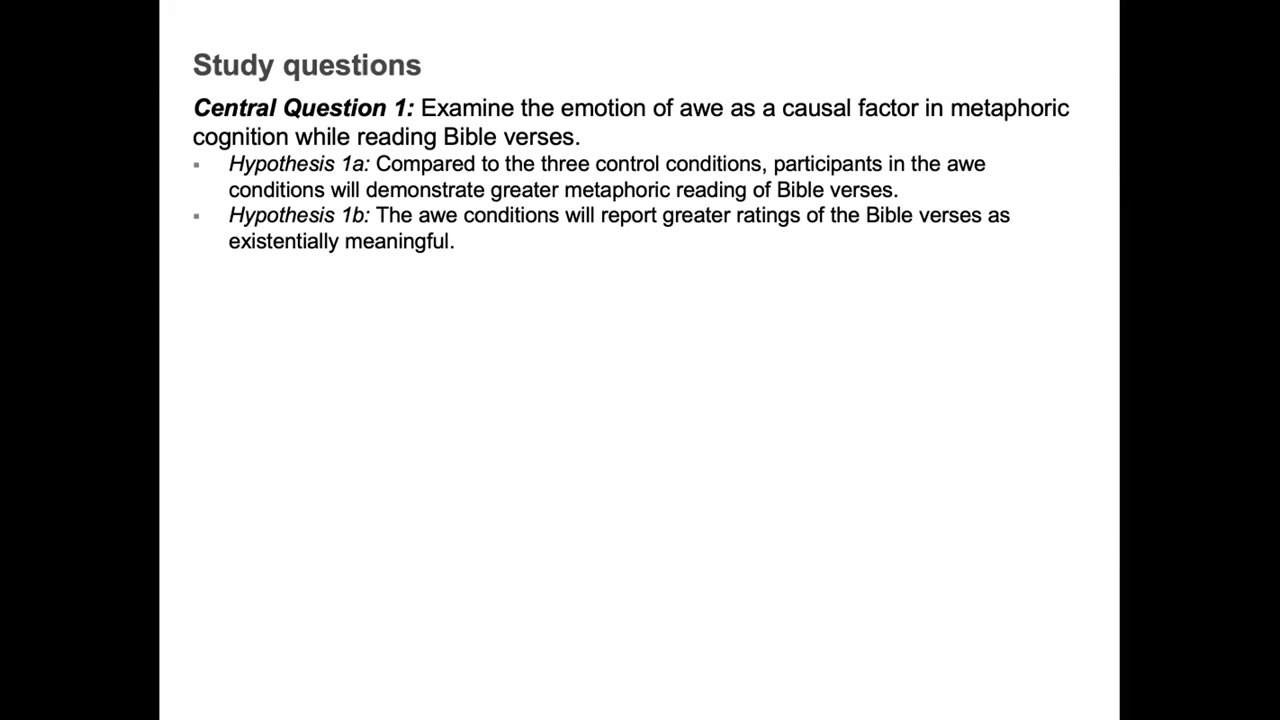 Study questions
Central Question 1: Examine the emotion of awe as a causal factor in metaphoric
cognition while reading Bible verses.
▪ Hypothesis 1a: Compared to the three control conditions, participants in the awe
conditions will demonstrate greater metaphoric reading of Bible verses.
▪ Hypothesis 1b: The awe conditions will report greater ratings of the Bible verses as
existentially meaningful.